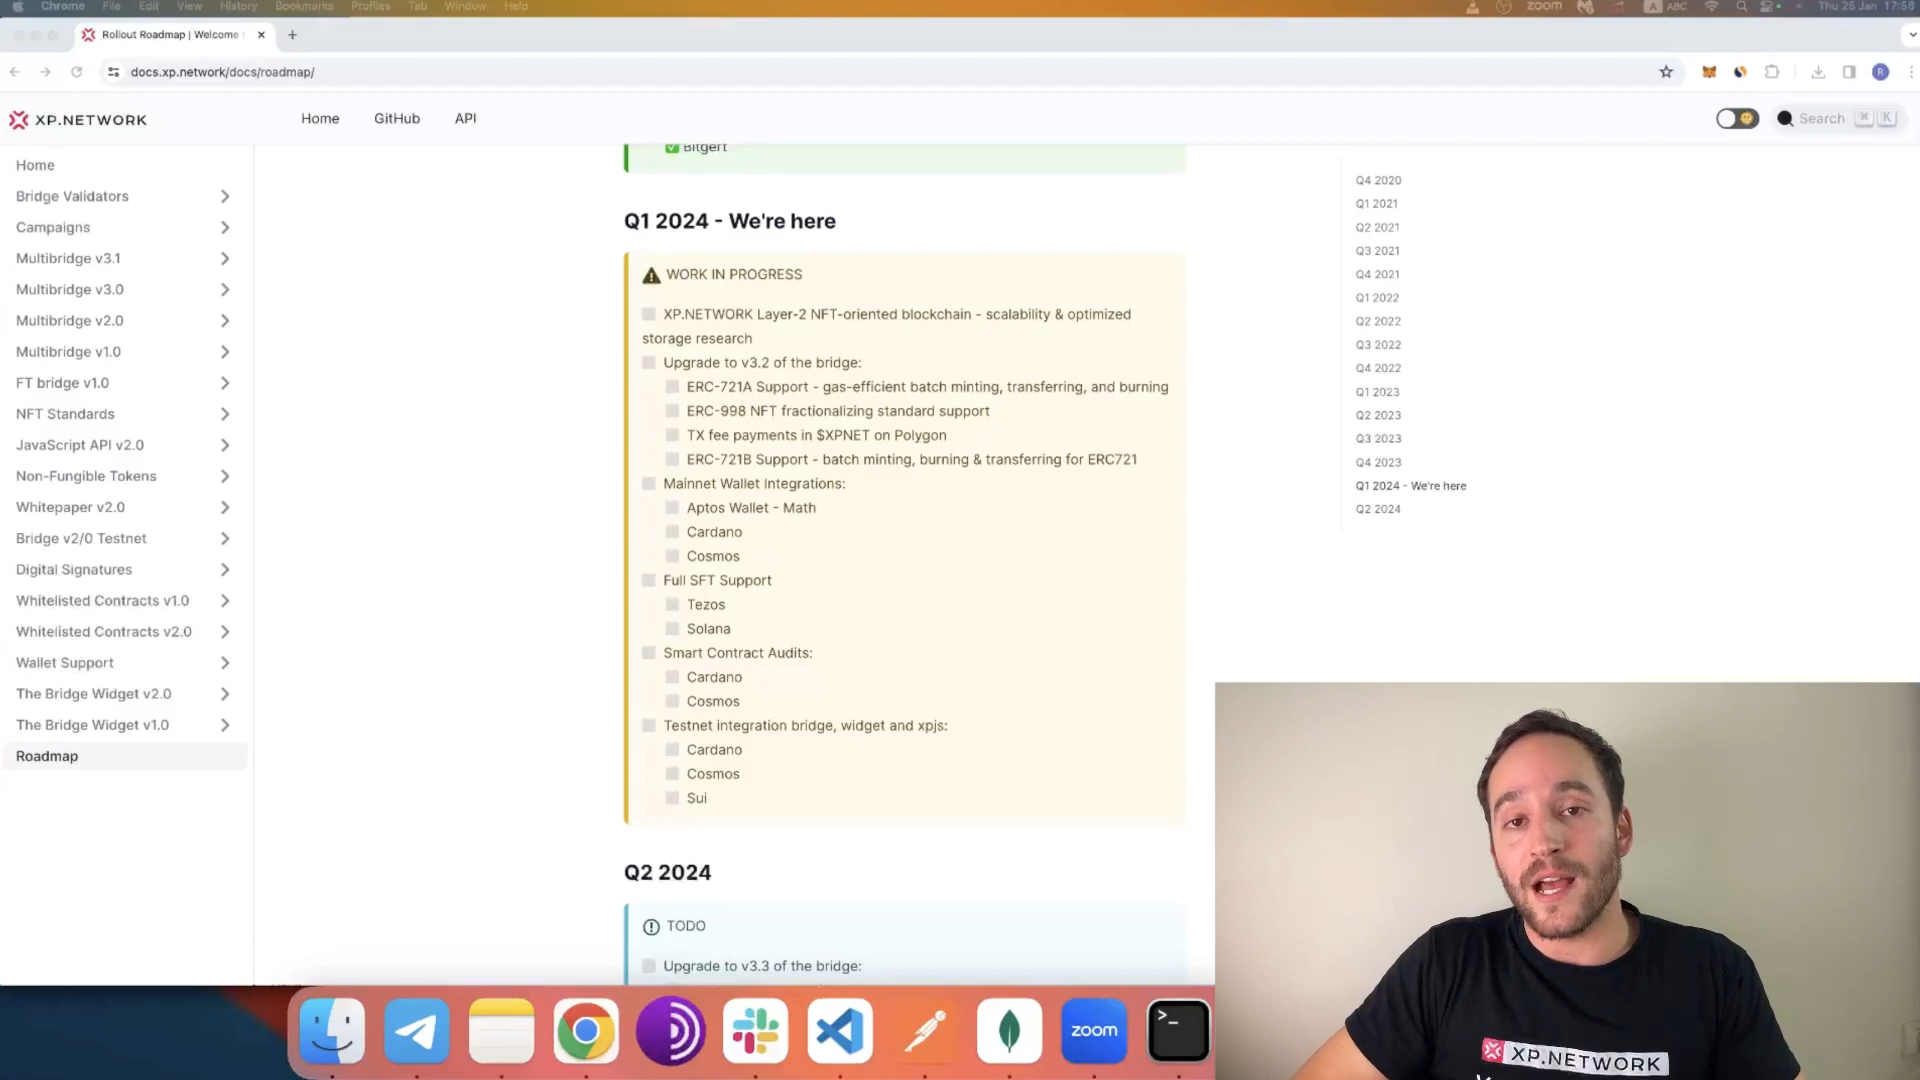 Chrome File Edit View History Bookmarks Profiles Tab Window Help
zoom A ABC Thu 25 Jan 17:56
Rollout Roadmap | Welcome
docs.xp.network/docs/roadmap/
R
XP.NETWORK
Home GitHub API
Search ⌘ K
Home
Bridge Validators
Campaigns
Multibridge v3.1
Multibridge v3.0
Multibridge v2.0
Multibridge v1.0
FT bridge v1.0
NFT Standards
JavaScript API v2.0
Non-Fungible Tokens
Whitepaper v2.0
Bridge v2/0 Testnet
Digital Signatures
Whitelisted Contracts v1.0
Whitelisted Contracts v2.0
Wallet Support
The Bridge Widget v2.0
The Bridge Widget v1.0
Roadmap
✅ Bitgert
Q1 2024 - We're here
WORK IN PROGRESS
XP.NETWORK Layer-2 NFT-oriented blockchain - scalability & optimized
storage research
Upgrade to v3.2 of the bridge:
ERC-721A Support - gas-efficient batch minting, transferring, and burning
ERC-998 NFT fractionalizing standard support
TX fee payments in $XPNET on Polygon
ERC-721B Support - batch minting, burning & transferring for ERC721
Mainnet Wallet Integrations:
Aptos Wallet - Math
Cardano
Cosmos
Full SFT Support
Tezos
Solana
Smart Contract Audits:
Cardano
Cosmos
Testnet integration bridge, widget and xpjs:
Cardano
Cosmos
Sui
Q2 2024
TODO
Upgrade to v3.3 of the bridge:
Q4 2020
Q1 2021
Q2 2021
Q3 2021
Q4 2021
Q1 2022
Q2 2022
Q3 2022
Q4 2022
Q1 2023
Q2 2023
Q3 2023
Q4 2023
Q1 2024 - We're here
Q2 2024
zoom
>_
XP.NETWORK